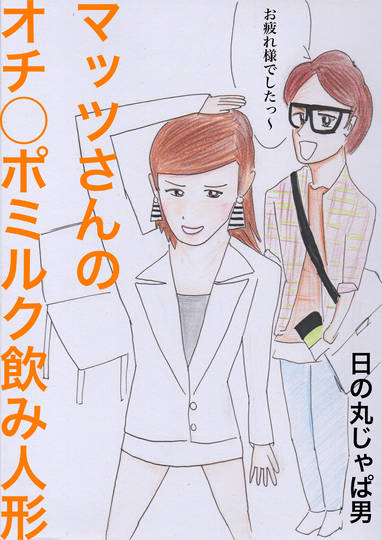 お疲れ様でしたっ～
マッツさんの
オチ◯ポミルク飲み人形
日の丸じゃぱ男